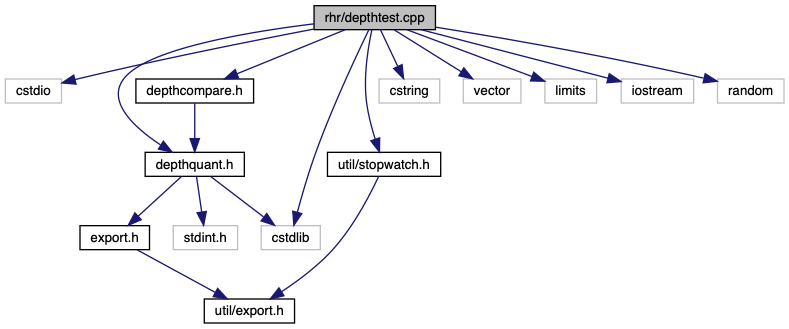 rhr/depthtest.cpp
cstdio
depthcompare.h
cstring
vector
limits
iostream
random
depthquant.h
util/stopwatch.h
export.h
stdint.h
cstdlib
util/export.h